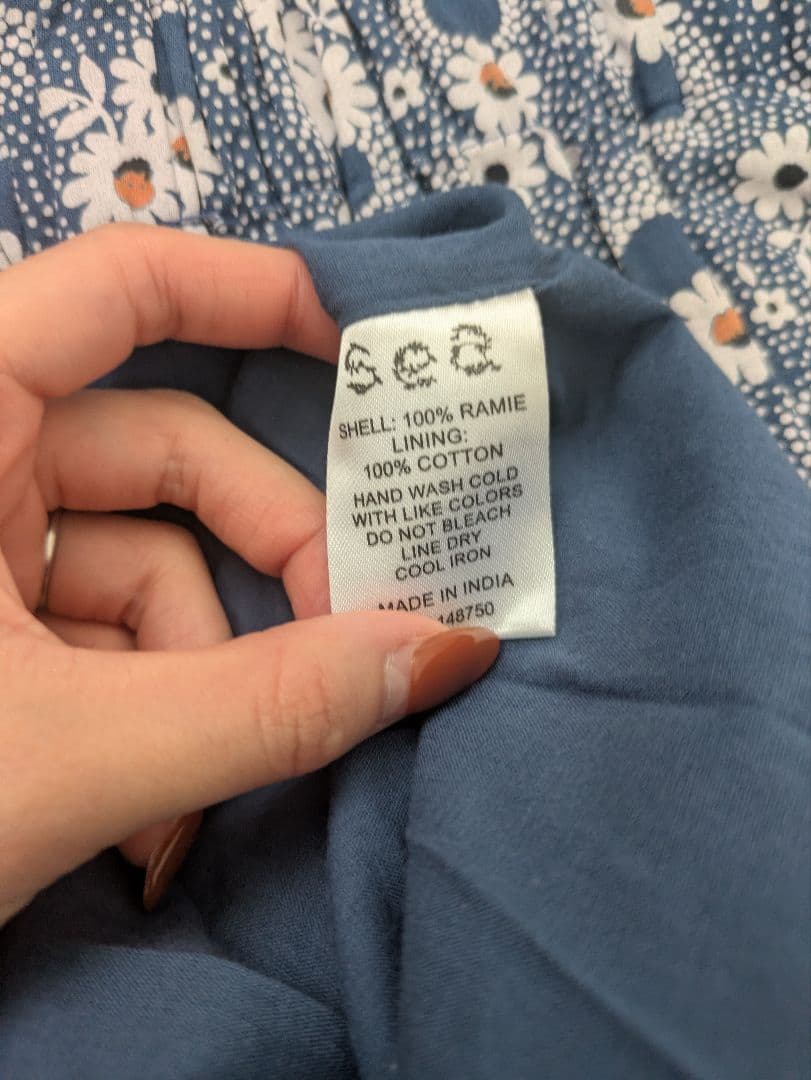 sea
SHELL: 100% RAMIE
LINING:
100% COTTON
HAND WASH COLD
WITH LIKE COLORS
DO NOT BLEACH
LINE DRY
COOL IRON
MADE IN INDIA
148750